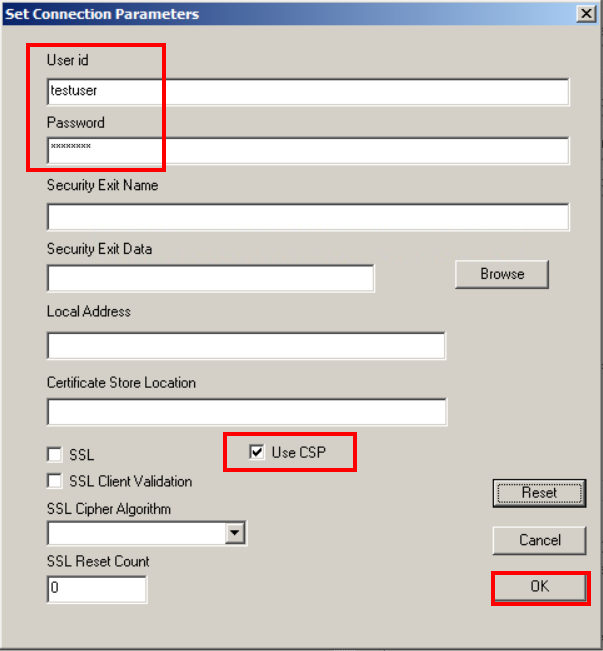 Set Connection Parameters
User id
testuser
Password
********
Security Exit Name
Security Exit Data
Browse
Local Address
Certificate Store Location
SSL
Use CSP
SSL Client Validation
Reset
SSL Cipher Algorithm
Cancel
SSL Reset Count
0
OK